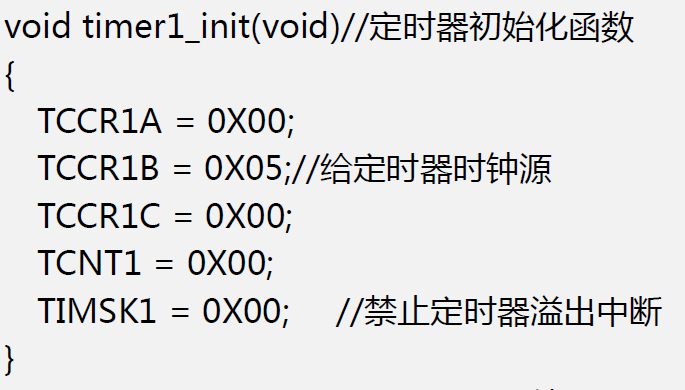 void timer1_init(void)//定时器初始化函数
{
TCCR1A = 0X00;
TCCR1B = 0X05;//给定时器时钟源
TCCR1C = 0X00;
TCNT1 = 0X00;
TIMSK1 = 0X00; //禁止定时器溢出中断
}